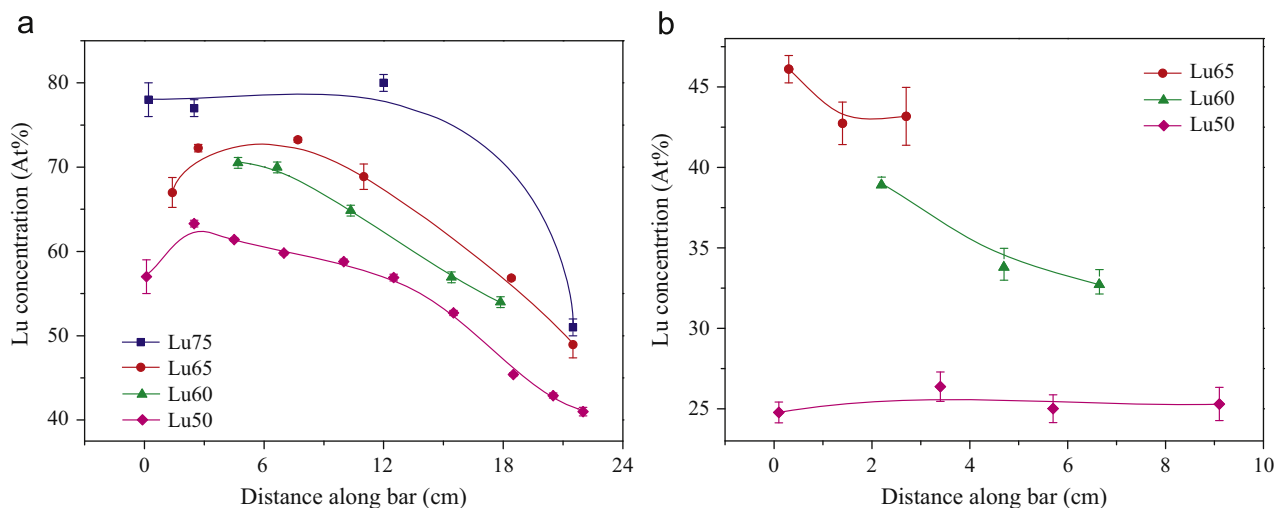 a
Lu concentration (At%)
80
70
60
50
40
Lu75
Lu65
Lu60
Lu50
0
6
12
18
24
Distance along bar (cm)
b
Lu concentrtion (At%)
45
40
35
30
25
Lu65
Lu60
Lu50
0
2
4
6
8
10
Distance along bar (cm)